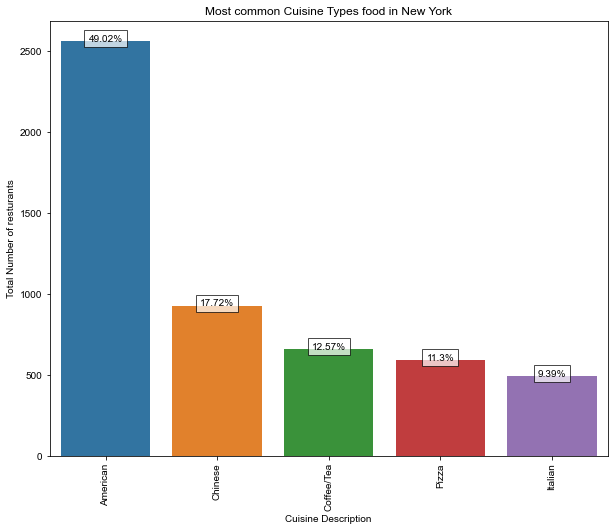 Most common Cuisine Types food in New York
Total Number of resturants
2500
2000
1500
1000
500
0
49.02%
17.72%
12.57%
11.3%
9.39%
American
Chinese
Coffee/Tea
Pizza
Italian
Cuisine Description